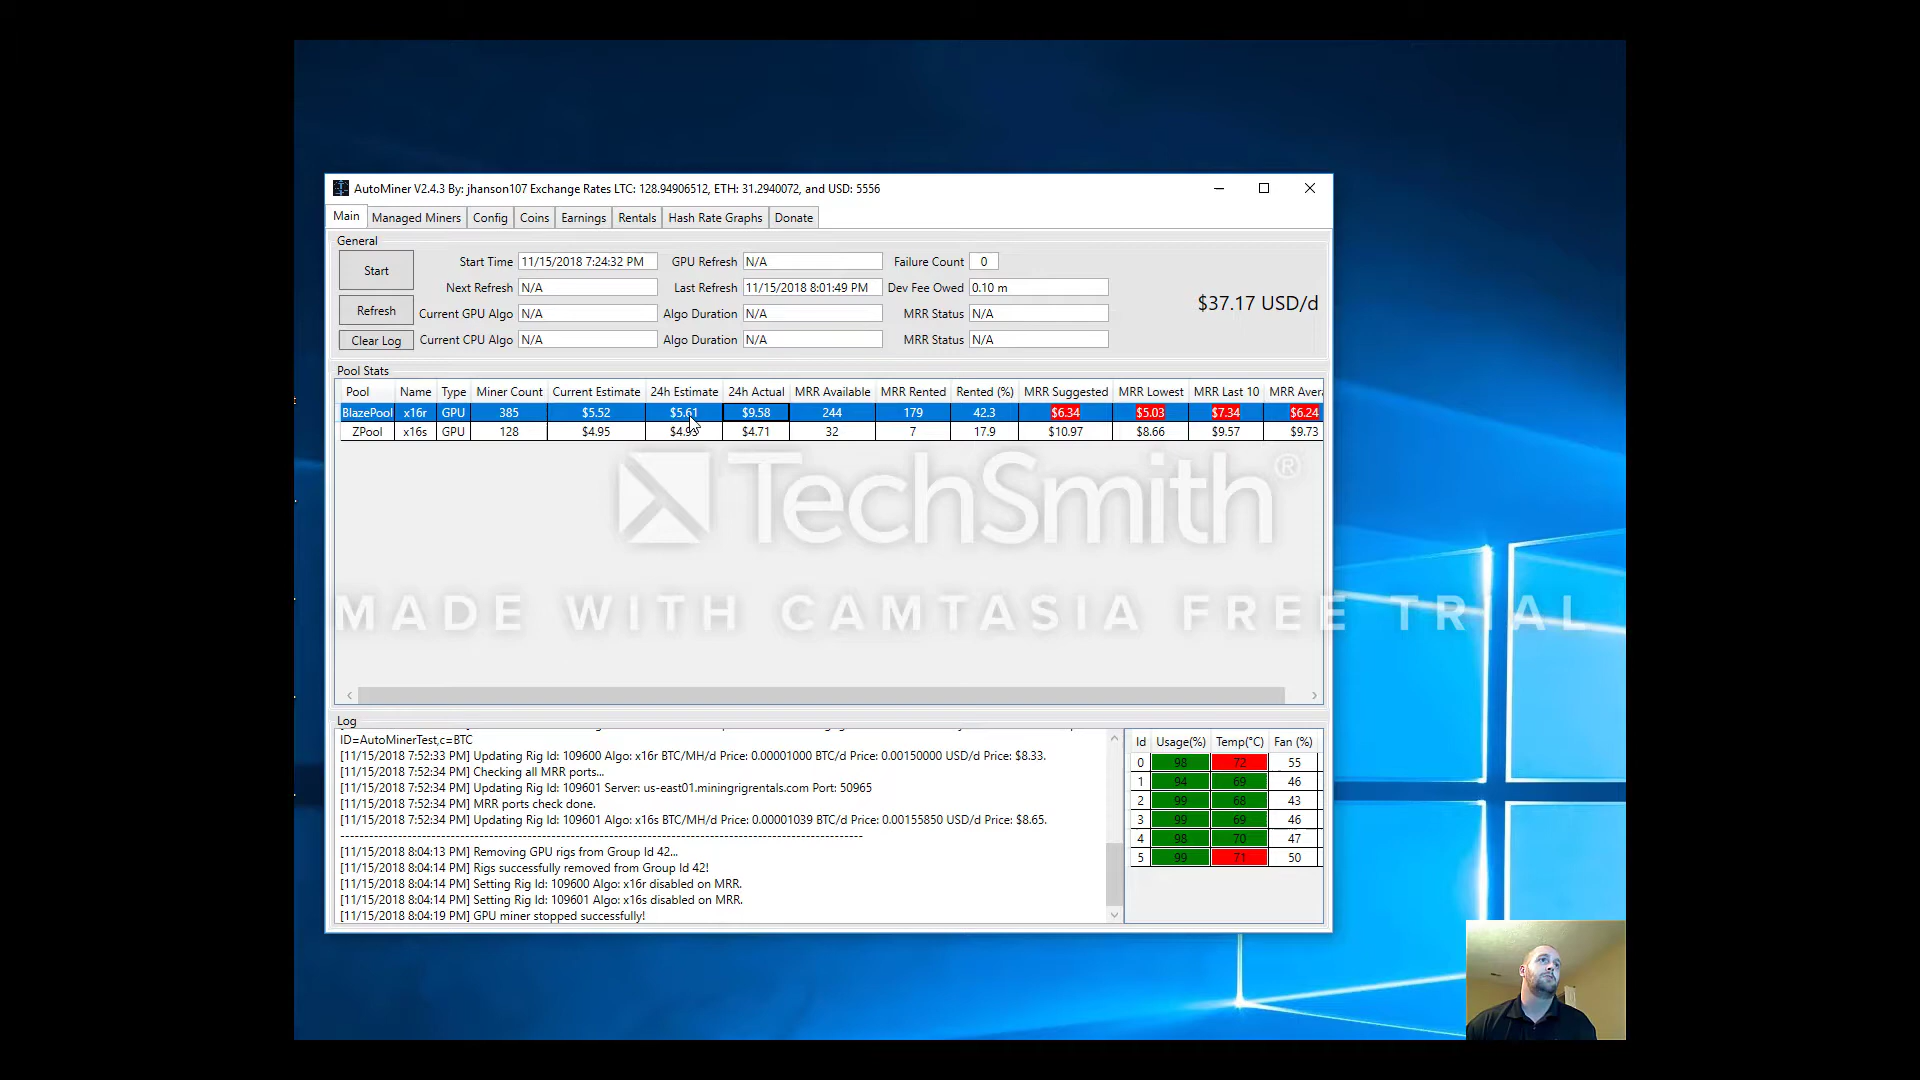 AutoMiner V2.4.3 By: jhanson107 Exchange Rates LTC: 128.94906512, ETH: 31.2940072, and USD: 5556
Main Managed Miners Config Coins Earnings Rentals Hash Rate Graphs Donate
General
Start Start Time 11/15/2018 7:24:32 PM GPU Refresh N/A Failure Count 0
Next Refresh N/A Last Refresh 11/15/2018 8:01:49 PM Dev Fee Owed 0.10 m
$37.17 USD/d
Refresh Current GPU Algo N/A Algo Duration N/A MRR Status N/A
Clear Log Current CPU Algo N/A Algo Duration N/A MRR Status N/A
Pool Stats
Pool Name Type Miner Count Current Estimate 24h Estimate 24h Actual MRR Available MRR Rented Rented (%) MRR Suggested MRR Lowest MRR Last 10 MRR Avera
BlazePool x16r GPU 385 $5.52 $5.61 $9.58 244 179 42.3 $6.34 $5.03 $7.34 $6.24
ZPool x16s GPU 128 $4.95 $4.71 32 7 17.9 $10.97 $8.66 $9.57 $9.73
TechSmith®
MADE WITH CAMTASIA FREE TRIAL
Log
ID=AutoMinerTest,c=BTC
[11/15/2018 7:52:33 PM] Updating Rig Id: 109600 Algo: x16r BTC/MH/d Price: 0.00001000 BTC/d Price: 0.00150000 USD/d Price: $8.33.
[11/15/2018 7:52:34 PM] Checking all MRR ports...
[11/15/2018 7:52:34 PM] Updating Rig Id: 109601 Server: us-east01.miningrigrentals.com Port: 50965
[11/15/2018 7:52:34 PM] MRR ports check done.
[11/15/2018 7:52:34 PM] Updating Rig Id: 109601 Algo: x16s BTC/MH/d Price: 0.00001039 BTC/d Price: 0.00155850 USD/d Price: $8.65.
[11/15/2018 8:04:13 PM] Removing GPU rigs from Group Id 42...
[11/15/2018 8:04:14 PM] Rigs successfully removed from Group Id 42!
[11/15/2018 8:04:14 PM] Setting Rig Id: 109600 Algo: x16r disabled on MRR.
[11/15/2018 8:04:14 PM] Setting Rig Id: 109601 Algo: x16s disabled on MRR.
[11/15/2018 8:04:19 PM] GPU miner stopped successfully!
Id Usage(%) Temp(°C) Fan (%)
0 98 72 55
1 94 69 46
2 99 68 43
3 99 69 46
4 98 70 47
5 99 71 50